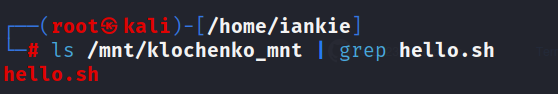 ┌──(root㉿kali)-[/home/iankie]
└─# ls /mnt/klochenko_mnt | grep hello.sh
hello.sh